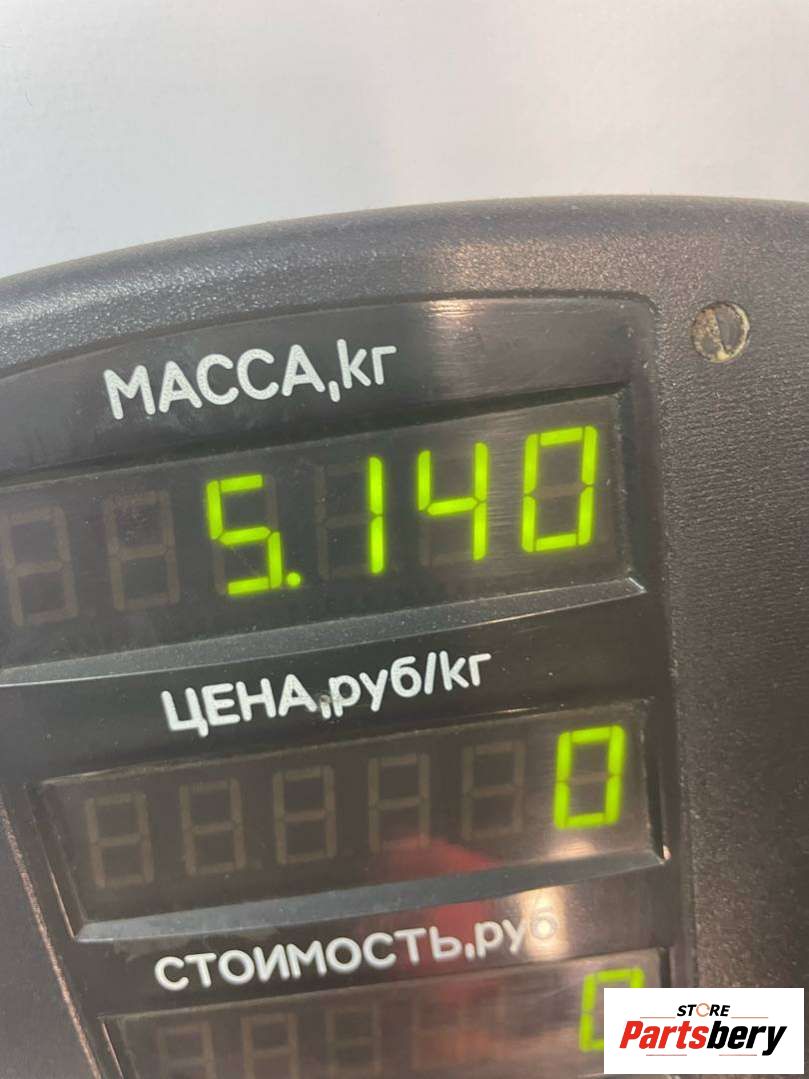 МАССА,кг
5.140
ЦЕНА,руб/кг
0
СТОИМОСТЬ,руб
0
STORE
Partsbery